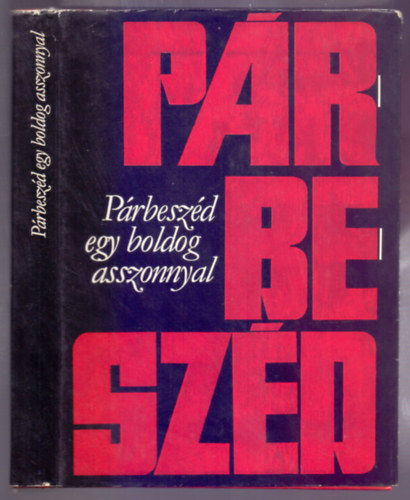 Párbeszéd egy boldog asszonnyal
PÁR
Párbeszéd
egy boldog
asszonnyal
BE
SZÉD